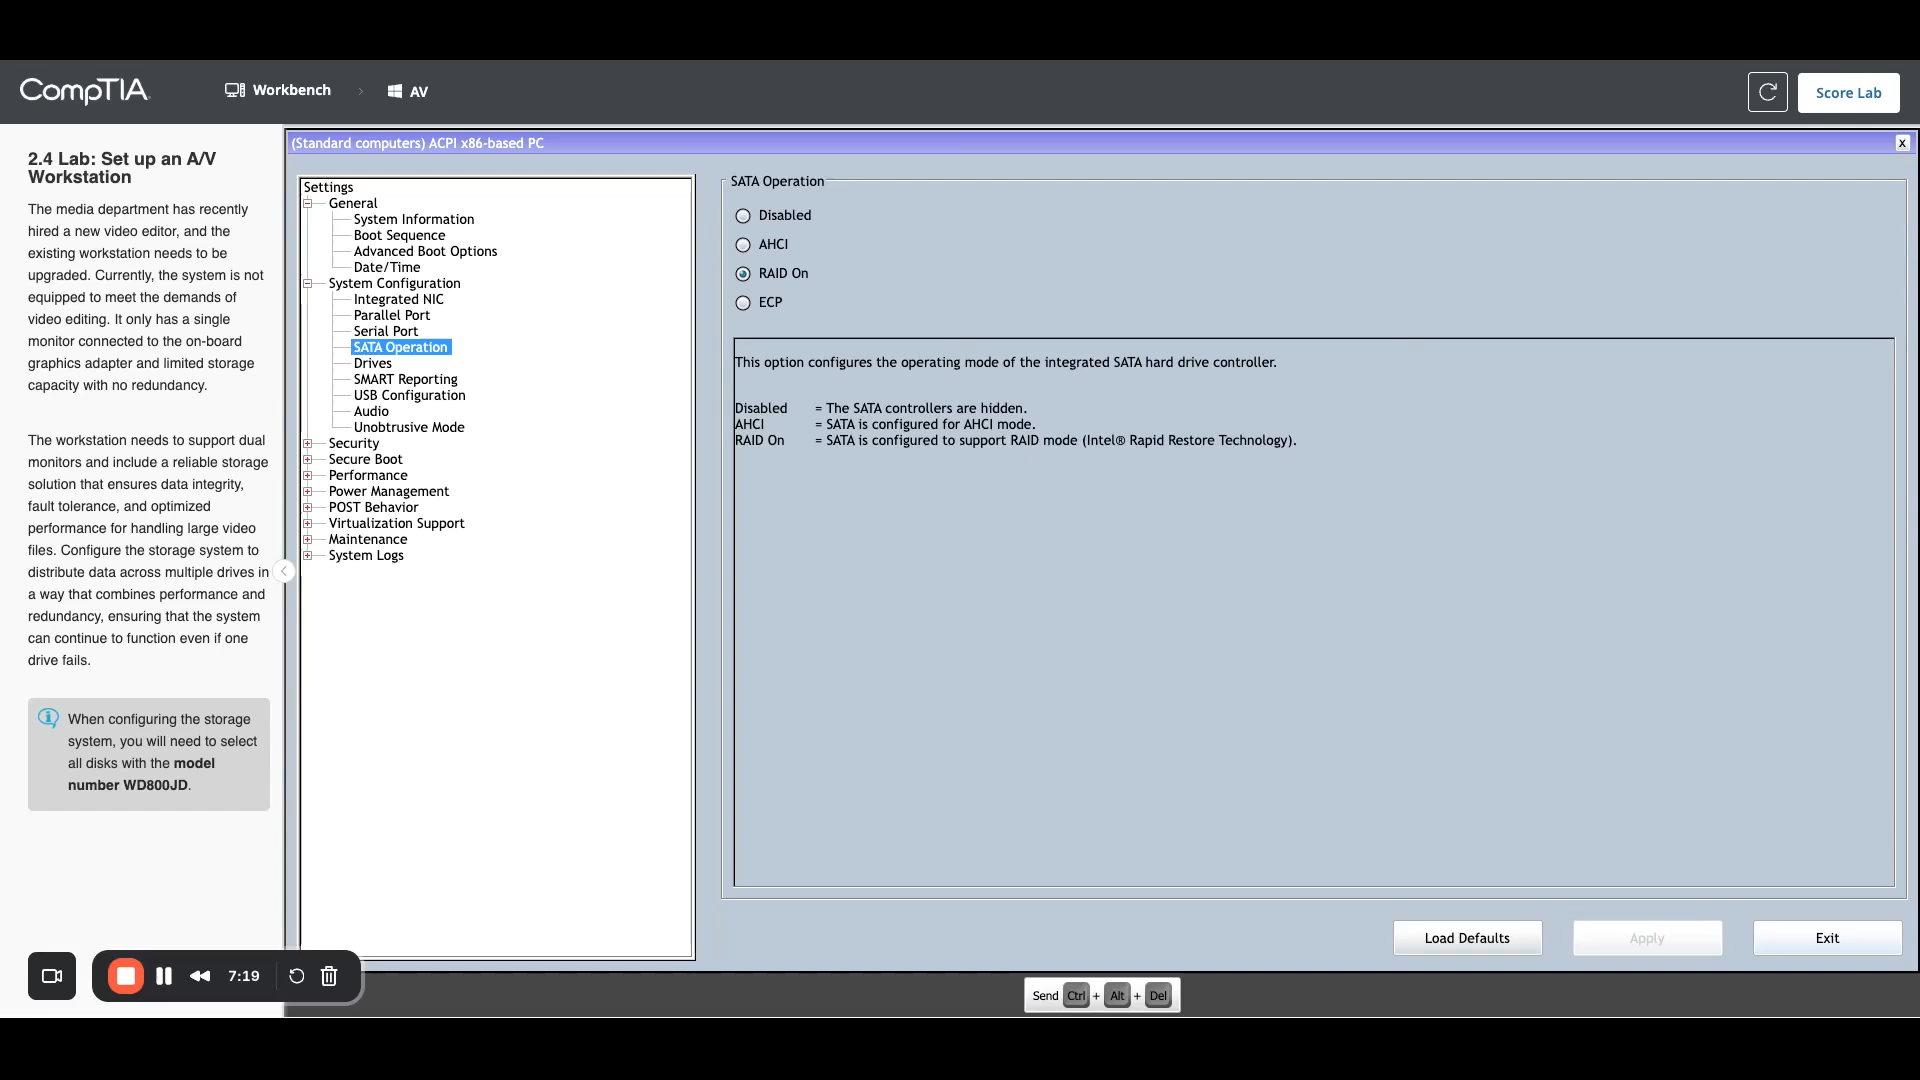 CompTIA.
Workbench
AV
Score Lab
2.4 Lab: Set up an A/V
Workstation
The media department has recently
hired a new video editor, and the
existing workstation needs to be
upgraded. Currently, the system is not
equipped to meet the demands of
video editing. It only has a single
monitor connected to the on-board
graphics adapter and limited storage
capacity with no redundancy.
The workstation needs to support dual
monitors and include a reliable storage
solution that ensures data integrity,
fault tolerance, and optimized
performance for handling large video
files. Configure the storage system to
distribute data across multiple drives in
a way that combines performance and
redundancy, ensuring that the system
can continue to function even if one
drive fails.
When configuring the storage
system, you will need to select
all disks with the model
number WD800JD.
(Standard computers) ACPI x86-based PC
x
Settings
General
System Information
Boot Sequence
Advanced Boot Options
Date/Time
System Configuration
Integrated NIC
Parallel Port
Serial Port
SATA Operation
Drives
SMART Reporting
USB Configuration
Audio
Unobtrusive Mode
Security
Secure Boot
Performance
Power Management
POST Behavior
Virtualization Support
Maintenance
System Logs
SATA Operation
Disabled
AHCI
RAID On
ECP
This option configures the operating mode of the integrated SATA hard drive controller.
Disabled = The SATA controllers are hidden.
AHCI = SATA is configured for AHCI mode.
RAID On = SATA is configured to support RAID mode (Intel® Rapid Restore Technology).
Load Defaults
Apply
Exit
7:19
Send Ctrl + Alt + Del